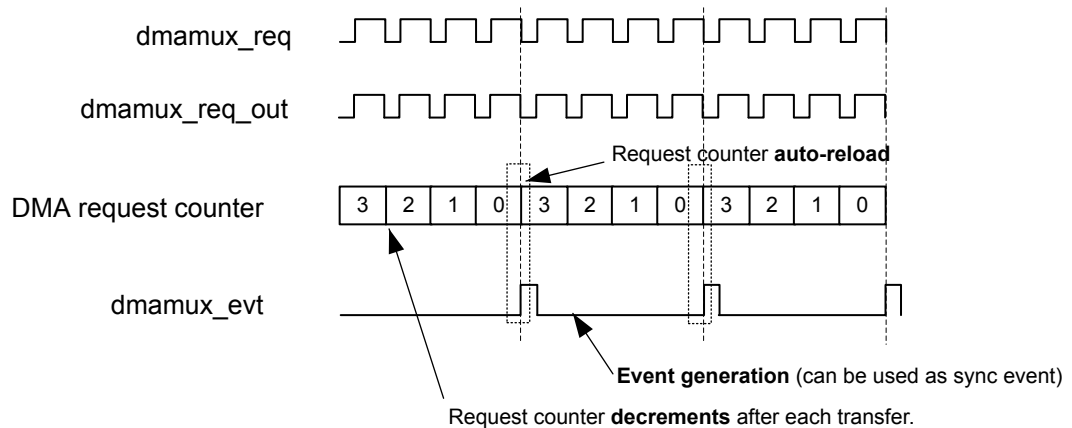 dmamux_req
dmamux_req_out
Request counter auto-reload
DMA request counter
3 2 1 0 3 2 1 0 3 2 1 0
dmamux_evt
Event generation (can be used as sync event)
Request counter decrements after each transfer.